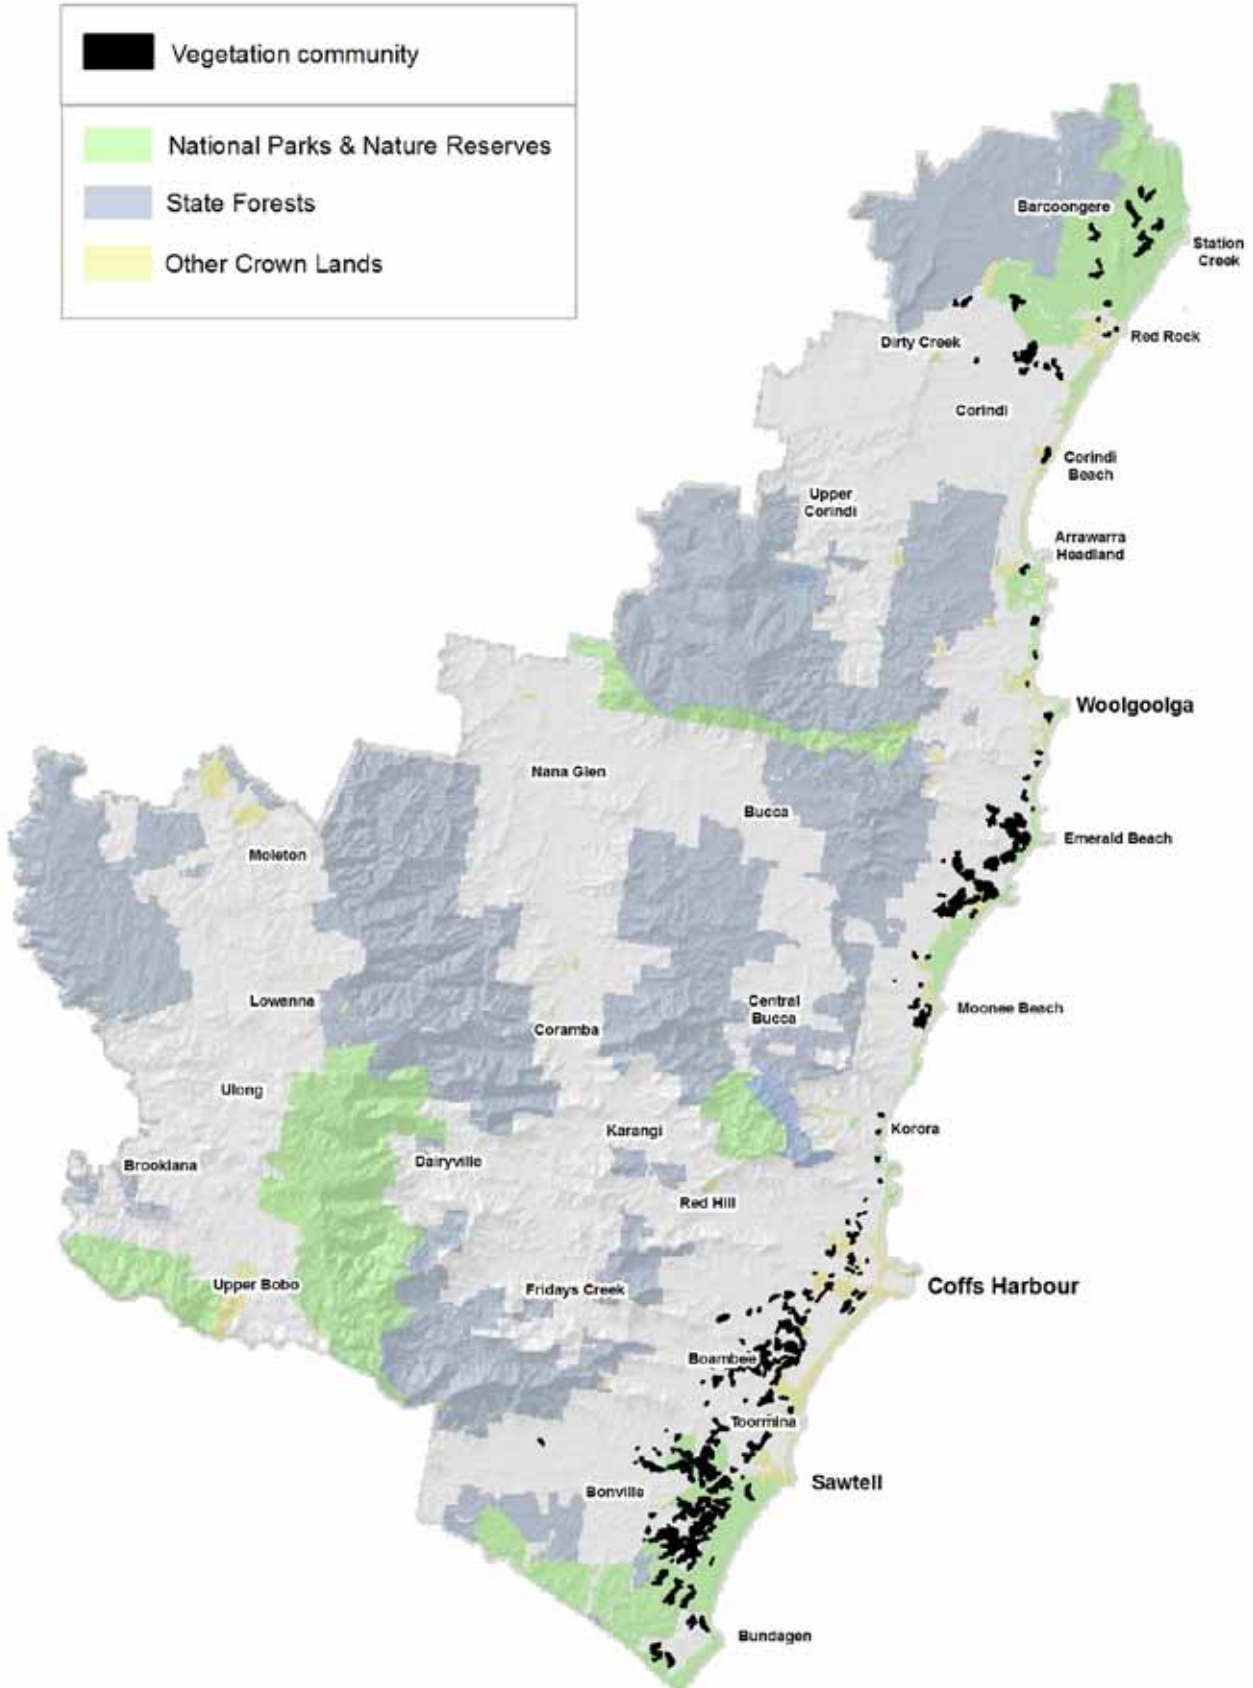 Vegetation community
National Parks & Nature Reserves
State Forests
Other Crown Lands
Barcoongere
Station
Creek
Red Rock
Dirty Creek
Corindi
Corindi
Beach
Upper
Corindi
Arrawarra
Headland
Woolgoolga
Nana Glen
Bucca
Emerald Beach
Moleton
Lowanna
Central
Bucca
Moonee Beach
Coramba
Ulong
Karangi
Korora
Brooklana
Dairyville
Red Hill
Upper Bobo
Fridays Creek
Coffs Harbour
Boambee
Toormina
Sawtell
Bonville
Bundagen